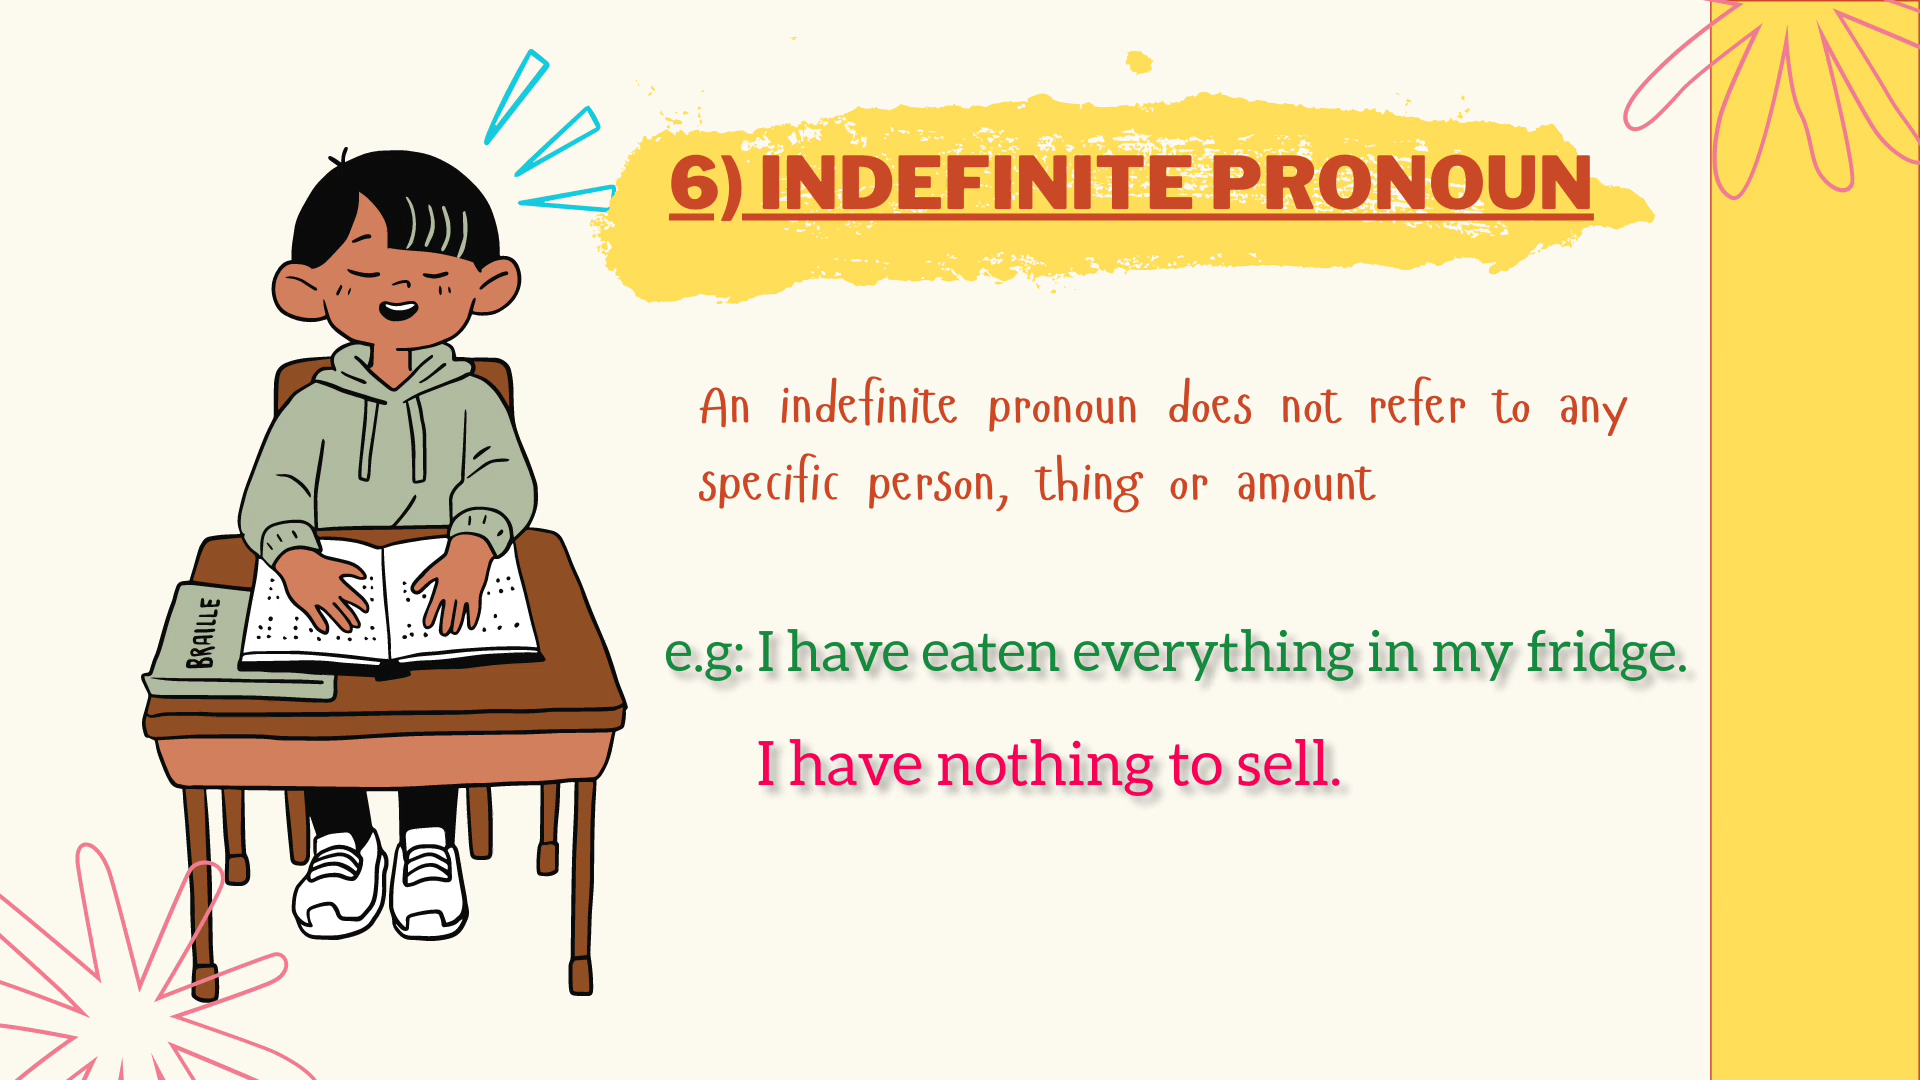 6) INDEFINITE PRONOUN
An indefinite pronoun does not refer to any
specific person, thing or amount
e.g: I have eaten everything in my fridge.
I have nothing to sell.
BRAILLE